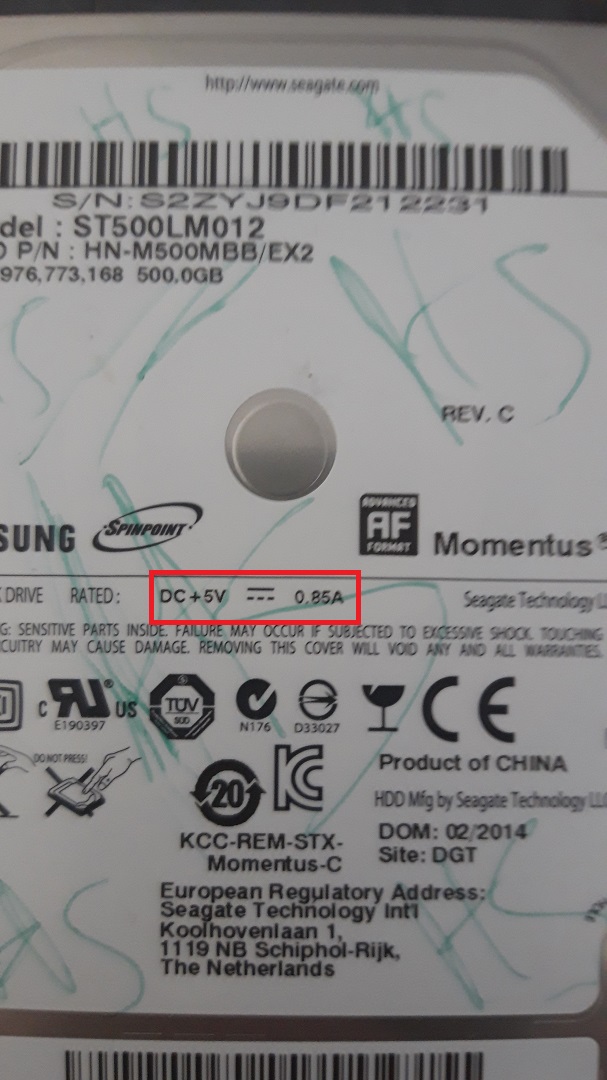 http://www.seagate.com
HS HS
S/N: S2ZYJ9DF212231
del : ST500LM012
P/N : HN-M500MBB/EX2
976,773,168 500.0GB
HS
S
REV. C
SUNG SPINPOINT ADVANCED AF FORMAT Momentus®
DRIVE RATED : DC +5V 0.85A Seagate Technology LL
G: SENSITIVE PARTS INSIDE. FAILURE MAY OCCUR IF SUBJECTED TO EXCESSIVE SHOCK. TOUCHING
CUITRY MAY CAUSE DAMAGE. REMOVING THIS COVER WILL VOID ANY AND ALL WARRANTIES.
c RU® US TÜV SÜD CE
E190397 N176 D33027
DO NOT PRESS!
20
Product of CHINA
HDD Mfg by Seagate Technology LLC
KCC-REM-STX-
Momentus-C
DOM: 02/2014
Site: DGT
European Regulatory Address:
Seagate Technology Int'l
Koolhovenlaan 1,
1119 NB Schiphol-Rijk,
The Netherlands